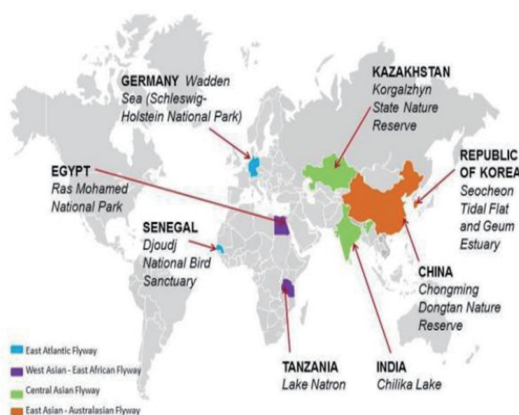 GERMANY Wadden
Sea (Schleswig-
Holstein National Park)
KAZAKHSTAN
Korgalzhyn
State Nature
Reserve
EGYPT
Ras Mohamed
National Park
REPUBLIC
OF KOREA
Seocheon
Tidal Flat
and Geum
Estuary
SENEGAL
Djoudj
National Bird
Sanctuary
CHINA
Chongming
Dongtan Nature
Reserve
TANZANIA
Lake Natron
INDIA
Chilika Lake
East Atlantic Flyway
West Asian - East African Flyway
Central Asian Flyway
East Asian - Australasian Flyway